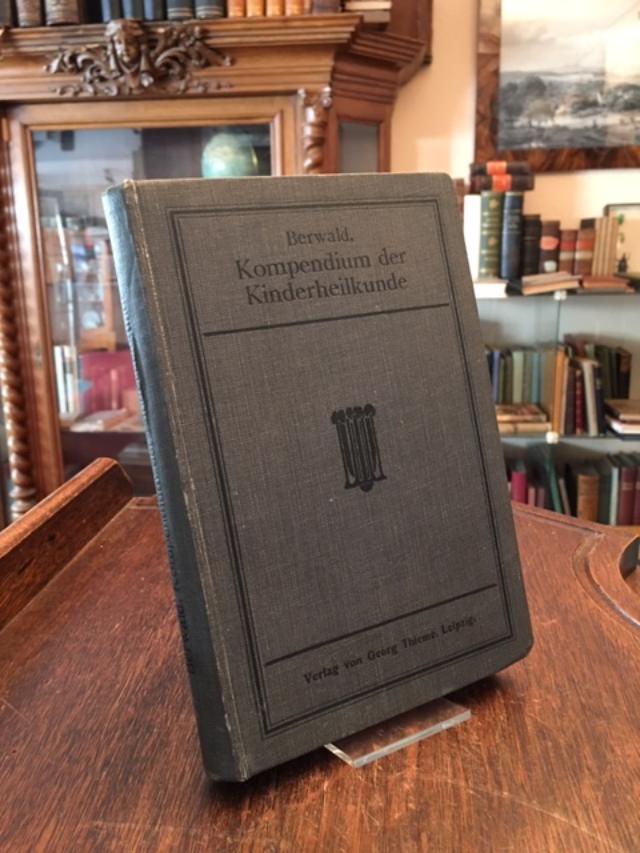 Berwald.
Kompendium der
Kinderheilkunde
Verlag von Georg Thieme, Leipzig.